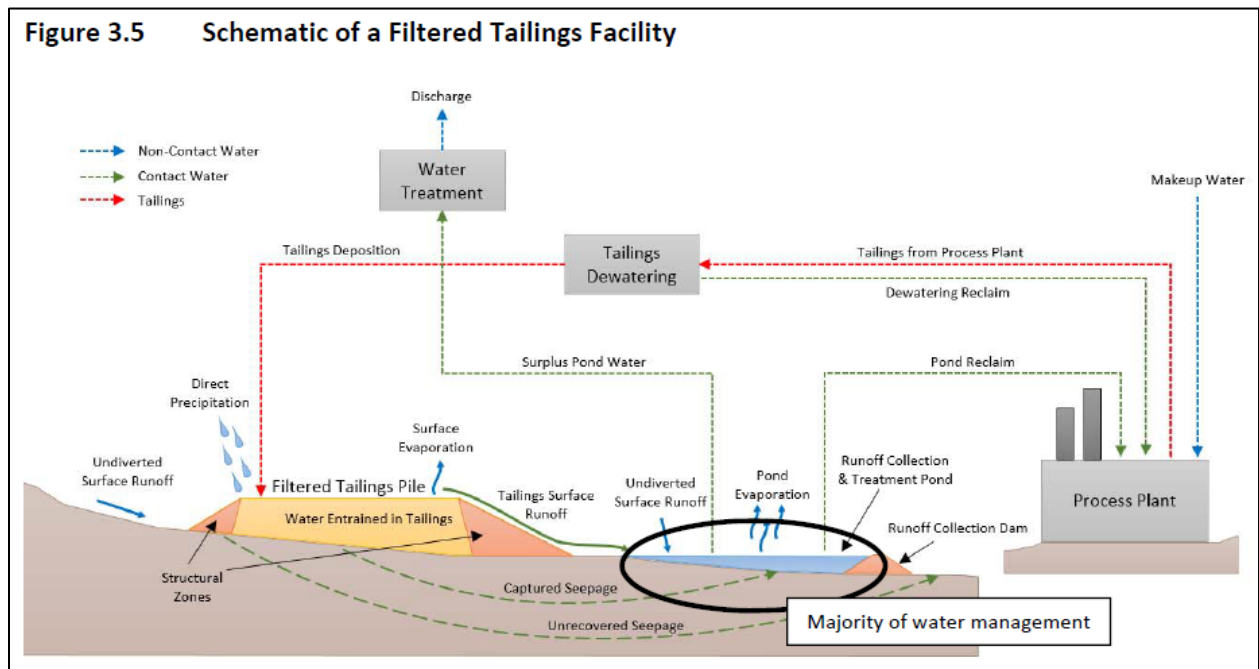 Figure 3.5 Schematic of a Filtered Tailings Facility
Discharge
Non-Contact Water
Contact Water
Tailings
Water
Treatment
Makeup Water
Tailings Deposition
Tailings
Dewatering
Tailings from Process Plant
Dewatering Reclaim
Surplus Pond Water
Pond Reclaim
Direct
Precipitation
Surface
Evaporation
Undiverted
Surface Runoff
Filtered Tailings Pile
Water Entrained in Tailings
Tailings Surface
Runoff
Undiverted
Surface Runoff
Pond
Evaporation
Runoff Collection
& Treatment Pond
Process Plant
Runoff Collection Dam
Structural
Zones
Captured Seepage
Unrecovered Seepage
Majority of water management